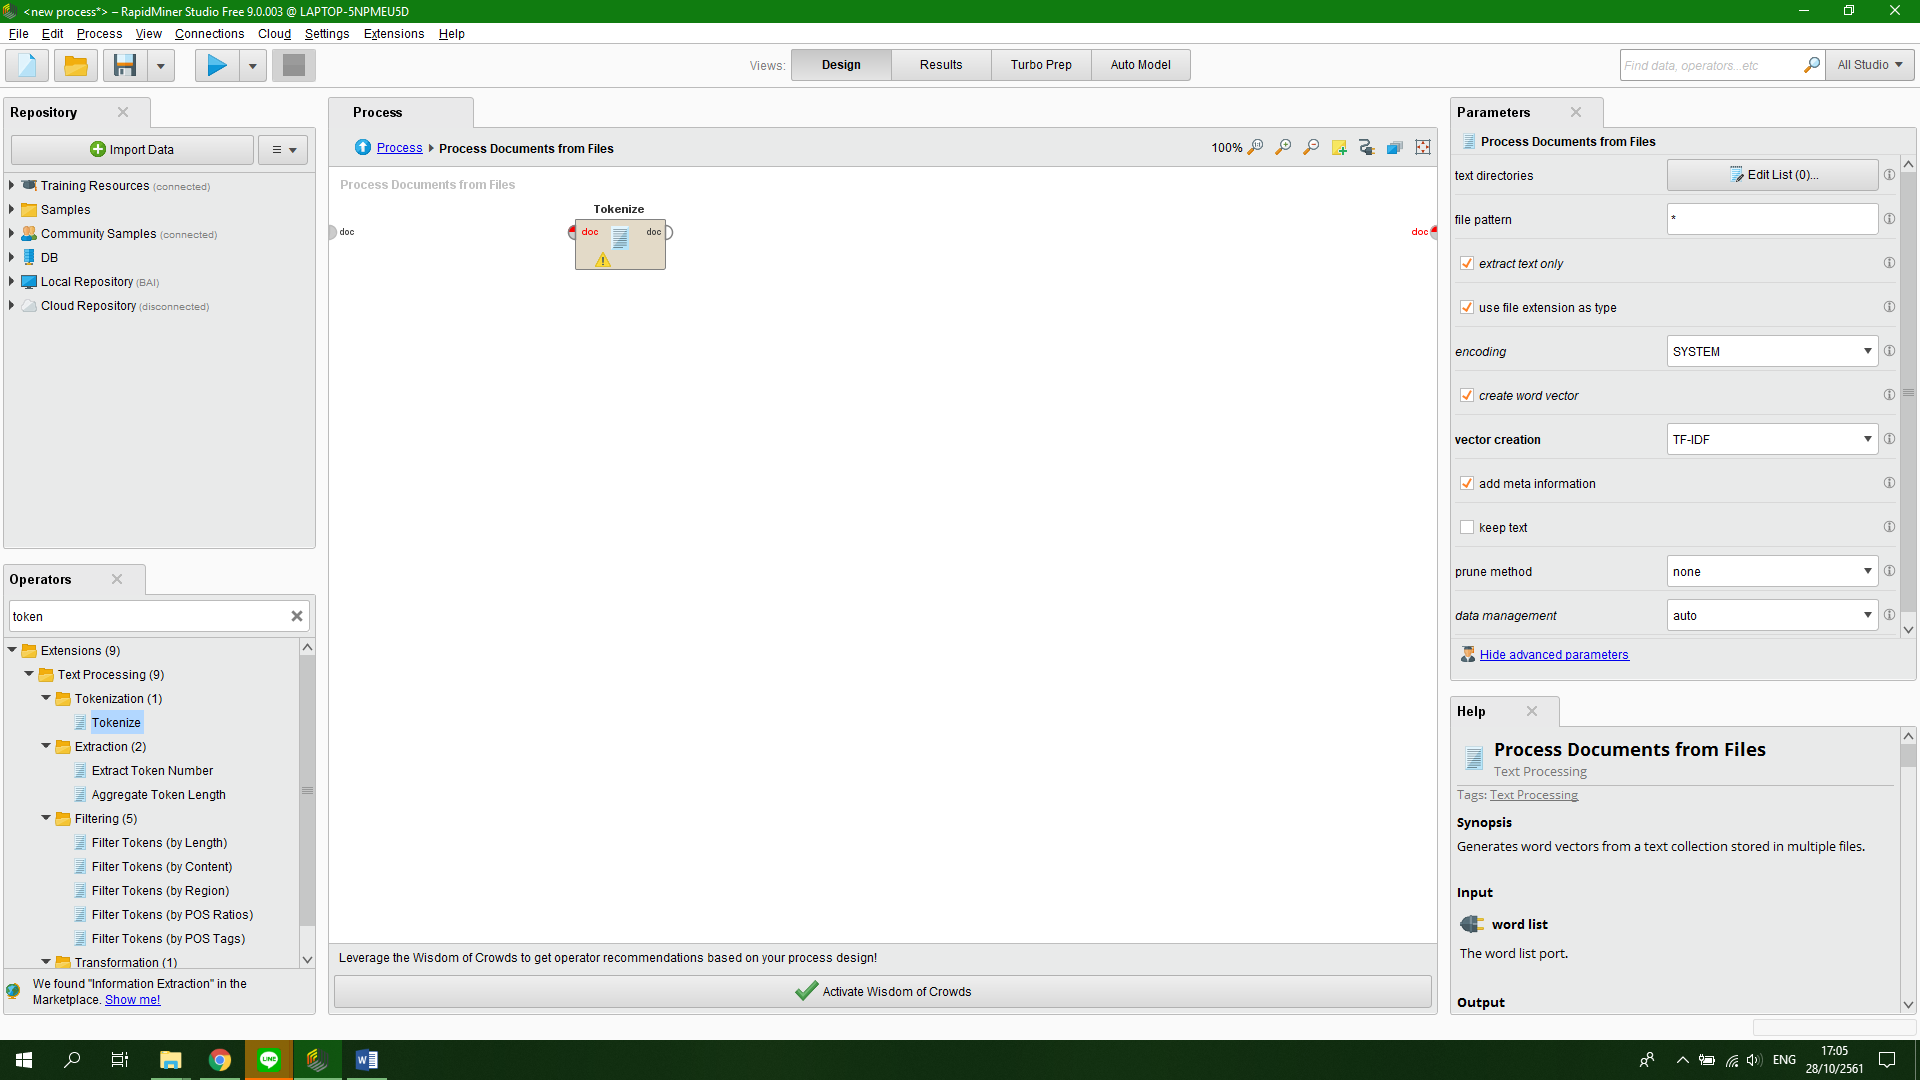 <new process*> – RapidMiner Studio Free 9.0.003 @ LAPTOP-5NPMEU5D
File Edit Process View Connections Cloud Settings Extensions Help
Views: Design Results Turbo Prep Auto Model
Find data, operators...etc
All Studio
Repository
Import Data
Training Resources (connected)
Samples
Community Samples (connected)
DB
Local Repository (BAI)
Cloud Repository (disconnected)
Operators
token
Extensions (9)
Text Processing (9)
Tokenization (1)
Tokenize
Extraction (2)
Extract Token Number
Aggregate Token Length
Filtering (5)
Filter Tokens (by Length)
Filter Tokens (by Content)
Filter Tokens (by Region)
Filter Tokens (by POS Ratios)
Filter Tokens (by POS Tags)
Transformation (1)
We found "Information Extraction" in the
Marketplace. Show me!
Process
Process Process Documents from Files
100%
Process Documents from Files
Tokenize
doc doc doc doc
Leverage the Wisdom of Crowds to get operator recommendations based on your process design!
Activate Wisdom of Crowds
Parameters
Process Documents from Files
text directories Edit List (0)...
file pattern *
extract text only
use file extension as type
encoding SYSTEM
create word vector
vector creation TF-IDF
add meta information
keep text
prune method none
data management auto
Hide advanced parameters
Help
Process Documents from Files
Text Processing
Tags: Text Processing
Synopsis
Generates word vectors from a text collection stored in multiple files.
Input
word list
The word list port.
Output
LINE
W
ENG
17:05
28/10/2561